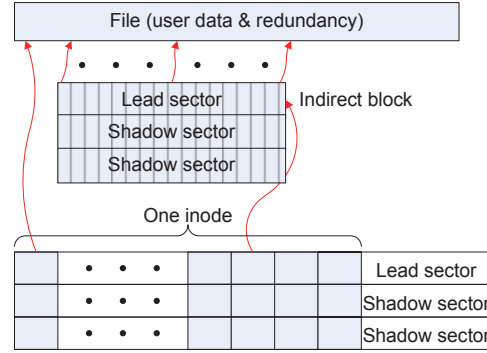 File (user data & redundancy)
Lead sector
Indirect block
Shadow sector
Shadow sector
One inode
Lead sector
Shadow sector
Shadow sector